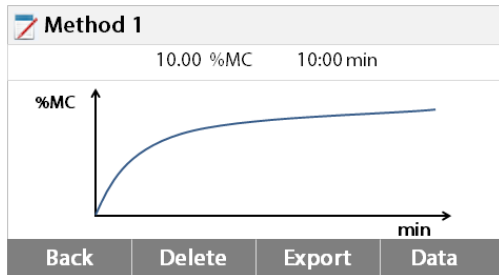 Method 1
10.00 %MC 10:00 min
%MC
min
Back Delete Export Data